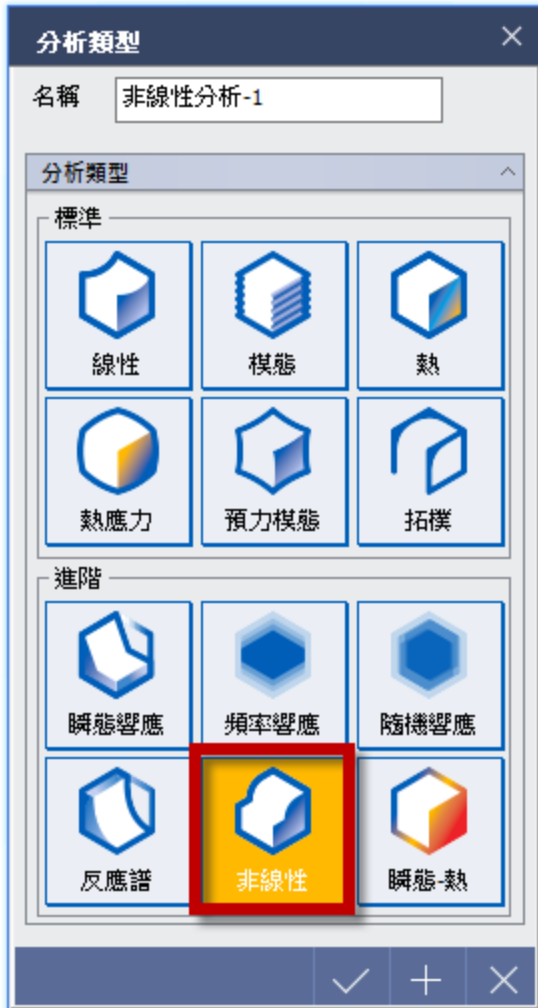 分析類型
名稱 非線性分析-1
分析類型
標準
線性 模態 熱
熱應力 預力模態 拓樸
進階
瞬態響應 頻率響應 隨機響應
反應譜 非線性 瞬態-熱